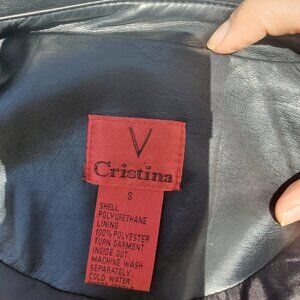 V
Cristina
S
SHELL
POLYURETHANE
LINING
100% POLYESTER
TURN GARMENT
INSIDE OUT.
MACHINE WASH
SEPARATELY
COLD WATER.